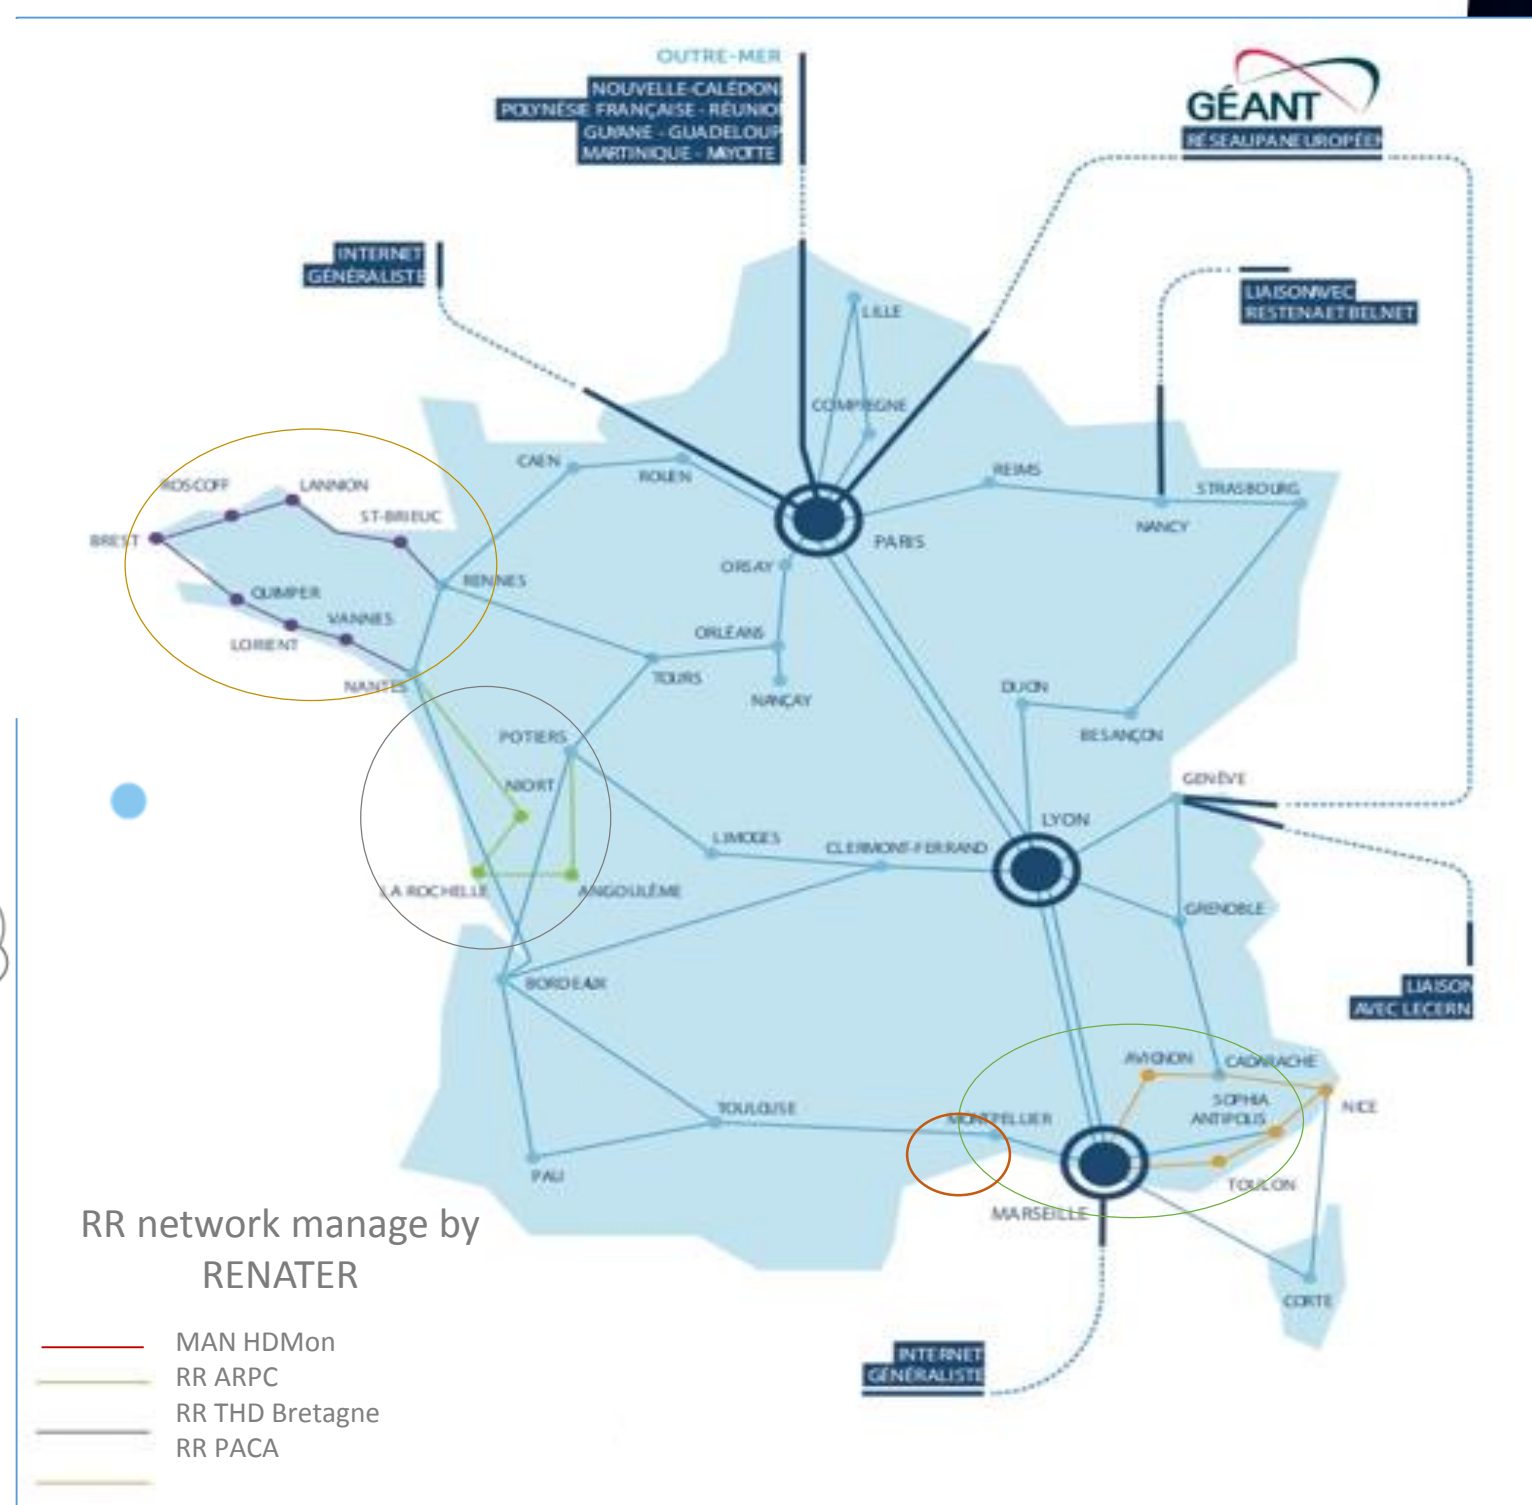 OUTRE-MER
NOUVELLE-CALÉDON
POLYNÉSIE FRANÇAISE - RÉUNIO
GUYANE - GUADELOUP
MARTINIQUE - MAYOTTE
GÉANT
RÉSEAU PANEUROPÉEN
INTERNET
GÉNÉRALISTE
LIAISON AVEC
RESTENA ET BELNET
LILLE
COMPIEGNE
CAEN
ROUEN
REIMS
STRASBOURG
NANCY
PARIS
ROSCOFF
LANNION
ST-BRIEUC
BREST
RENNES
ORSAY
QUIMPER
VANNES
LORIENT
NANTES
ORLÉANS
TOURS
NANÇAY
DIJON
BESANÇON
POTIERS
NIORT
GENÈVE
LYON
LIMOGES
CLERMONT-FERRAND
LA ROCHELLE
ANGOULÊME
GRENOBLE
BORDEAUX
LIAISON
AVEC LE CERN
AVIGNON
CADARACHE
SOPHIA
ANTIPOLIS
NICE
TOULOUSE
MONTPELLIER
PAU
TOULON
MARSEILLE
CORTE
INTERNET
GÉNÉRALISTE
RR network manage by
RENATER
MAN HDMon
RR ARPC
RR THD Bretagne
RR PACA